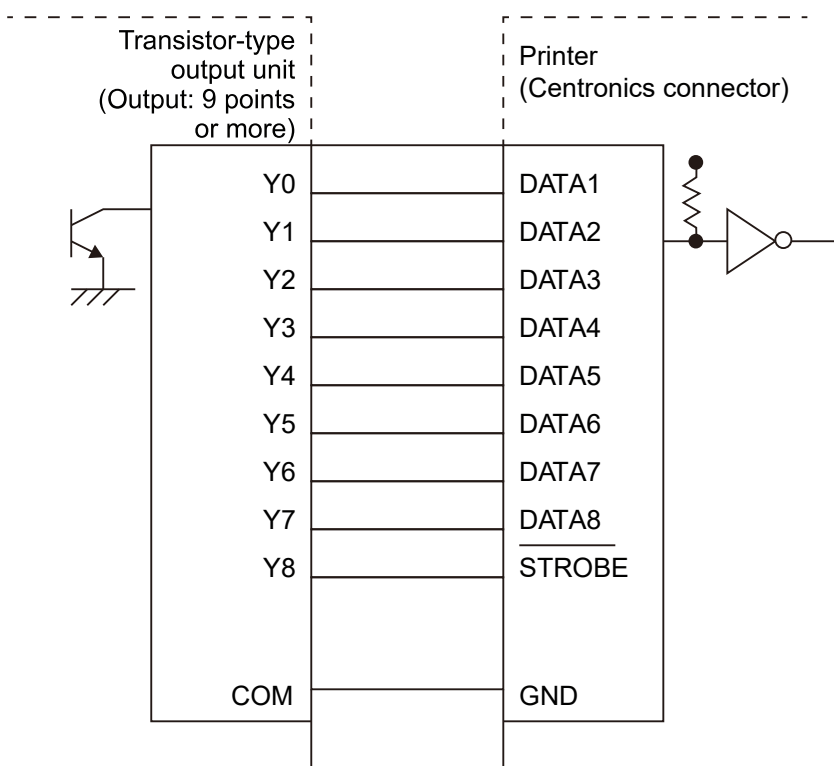 Transistor-type
output unit
(Output: 9 points
or more)
Printer
(Centronics connector)
Y0 DATA1
Y1 DATA2
Y2 DATA3
Y3 DATA4
Y4 DATA5
Y5 DATA6
Y6 DATA7
Y7 DATA8
Y8 STROBE
COM GND